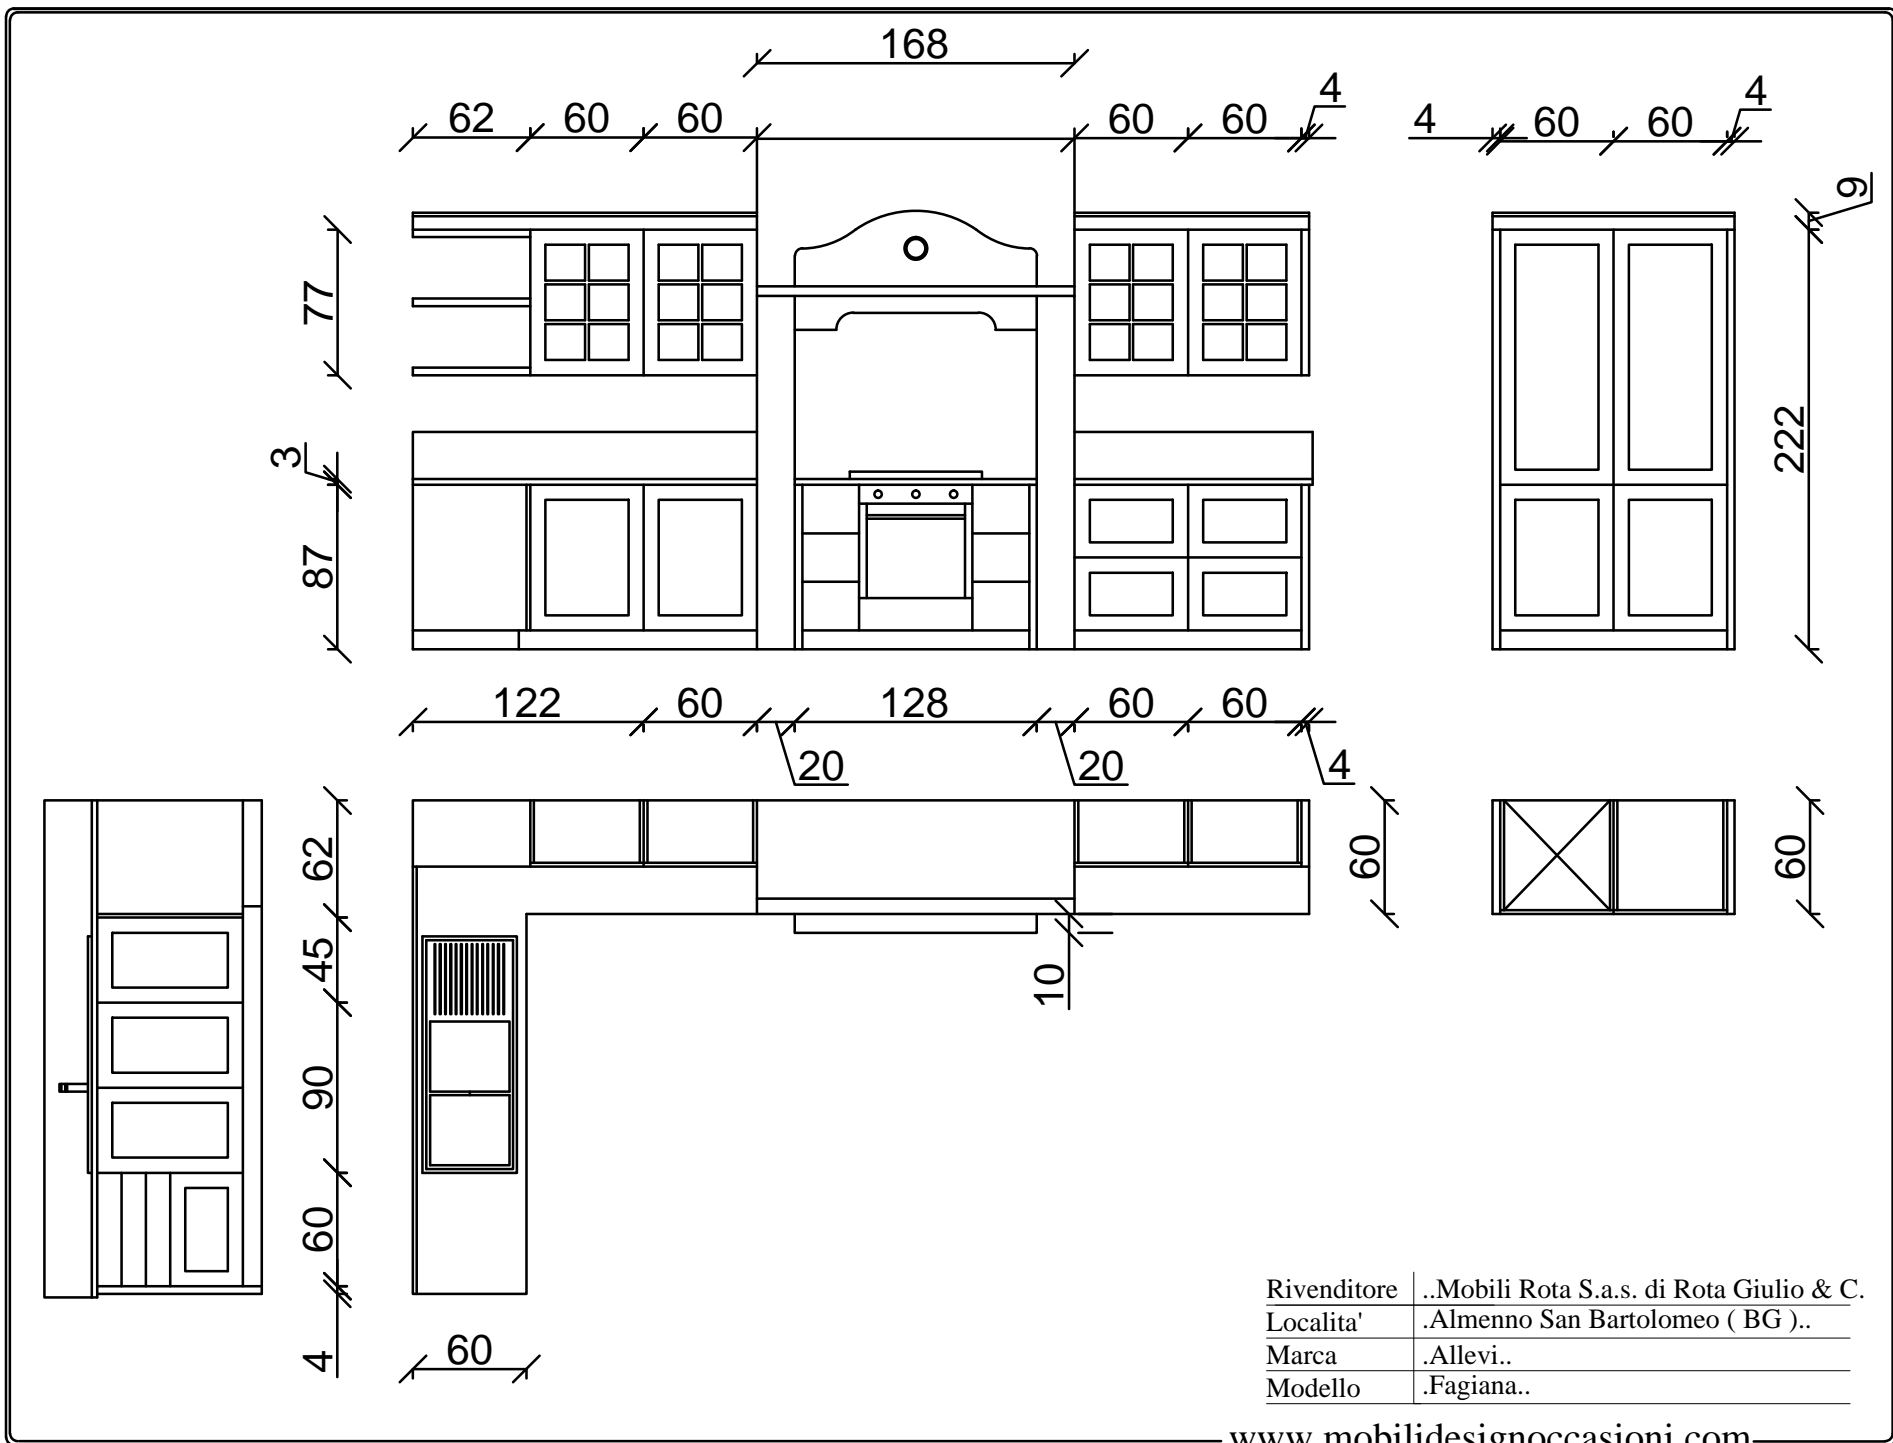 168
62 60 60 60 60 4 4 60 60 4
9
77
222
3
87
122 60 128 60 60
20 20 4
62 60 60
45
10
90
60
4
60
Rivenditore ..Mobili Rota S.a.s. di Rota Giulio & C.
Localita' .Almenno San Bartolomeo ( BG )..
Marca .Allevi..
Modello .Fagiana..
www.mobilidesignoccasioni.com